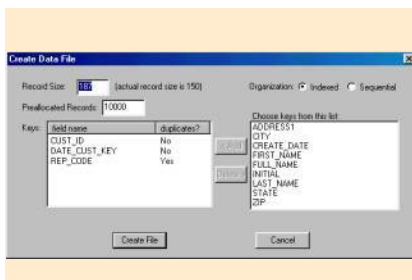 Create Data File
Record Size: 187 (actual record size is 150)
Organization: Indexed Sequential
Preallocated Records: 10000
Choose keys from this list
Keys: field name duplicates?
CUST_ID No
DATE_CUST_KEY No
REP_CODE Yes
ADDRESS1
CITY
CREATE_DATE
FIRST_NAME
FULL_NAME
INITIAL
LAST_NAME
STATE
ZIP
Create File
Cancel